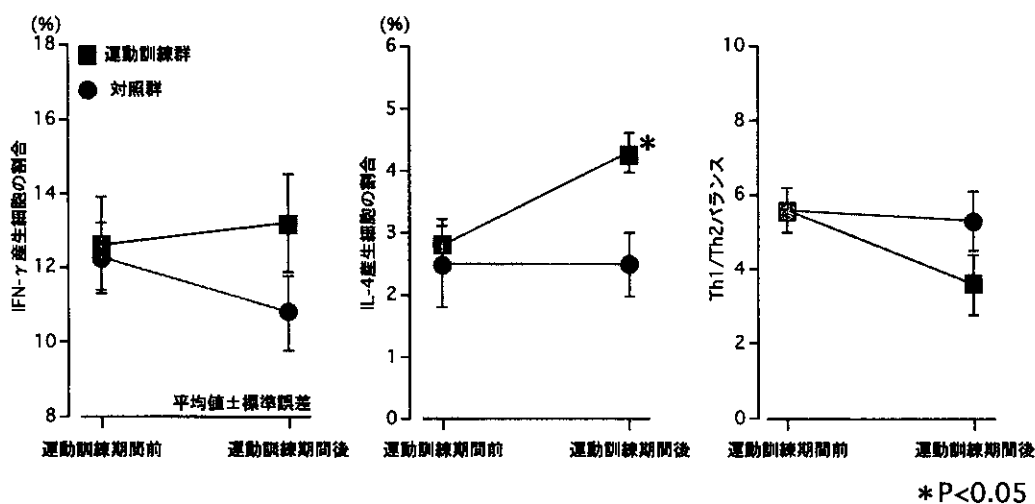 (%)
18
16
14
12
10
8
IFN-γ産生細胞の割合
運動訓練群
対照群
平均値±標準誤差
運動訓練期間前
運動訓練期間後
(%)
6
5
4
3
2
1
0
IL-4産生細胞の割合
*
運動訓練期間前
運動訓練期間後
10
8
6
4
2
0
Th1/Th2バランス
運動訓練期間前
運動訓練期間後
*P<0.05